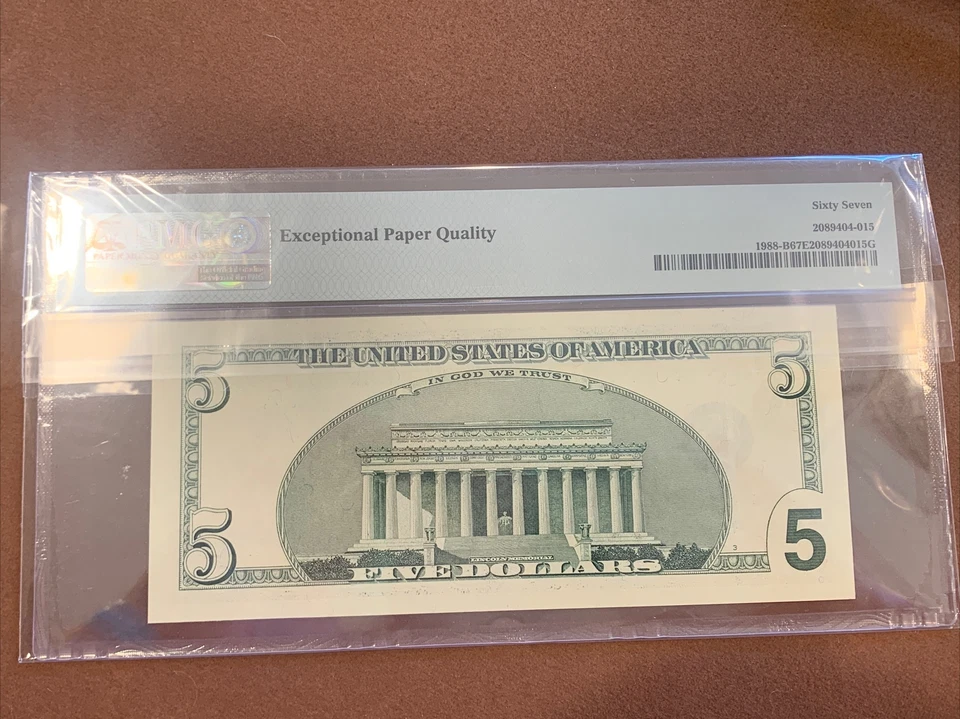 Sixty Seven
Exceptional Paper Quality
2089404-015
1988-B67E2089404015G
5 THE UNITED STATES OF AMERICA 5
IN GOD WE TRUST
LINCOLN MEMORIAL
3
5 FIVE DOLLARS 5